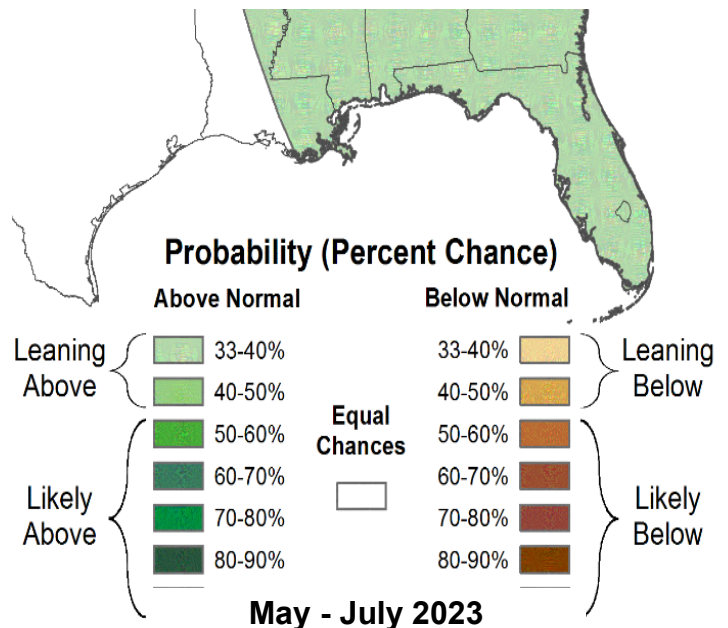 Probability (Percent Chance)
Above Normal
Below Normal
Leaning
Above
33-40%
40-50%
50-60%
60-70%
70-80%
80-90%
Likely
Above
Equal
Chances
33-40%
40-50%
50-60%
60-70%
70-80%
80-90%
Leaning
Below
Likely
Below
May - July 2023